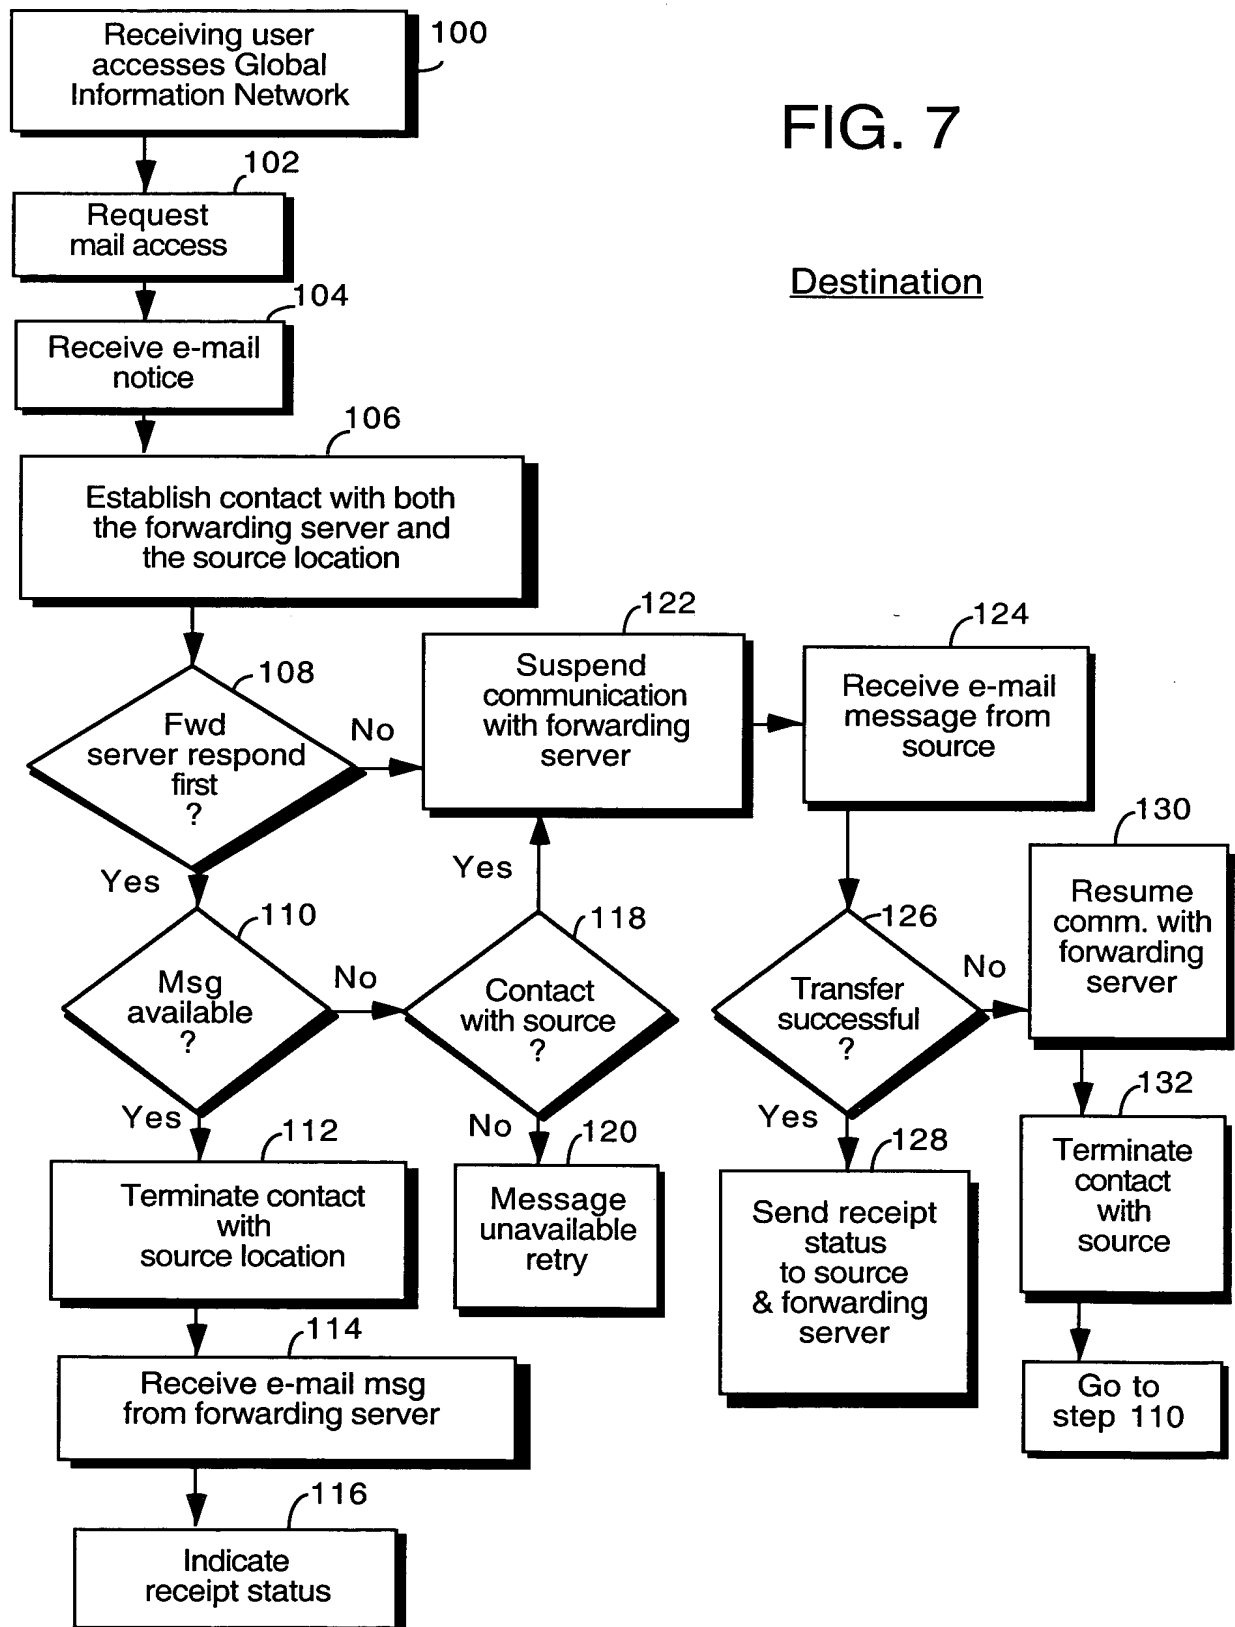 Receiving user
accesses Global
Information Network
100
FIG. 7
102
Request
mail access
Destination
104
Receive e-mail
notice
106
Establish contact with both
the forwarding server and
the source location
108
Fwd
server respond
first
?
No
Yes
122
Suspend
communication
with forwarding
server
124
Receive e-mail
message from
source
110
Msg
available
?
No
Yes
118
Contact
with source
?
Yes
No
126
Transfer
successful
?
No
Yes
130
Resume
comm. with
forwarding
server
112
Terminate contact
with
source location
120
Message
unavailable
retry
128
Send receipt
status
to source
& forwarding
server
132
Terminate
contact
with
source
114
Receive e-mail msg
from forwarding server
Go to
step 110
116
Indicate
receipt status